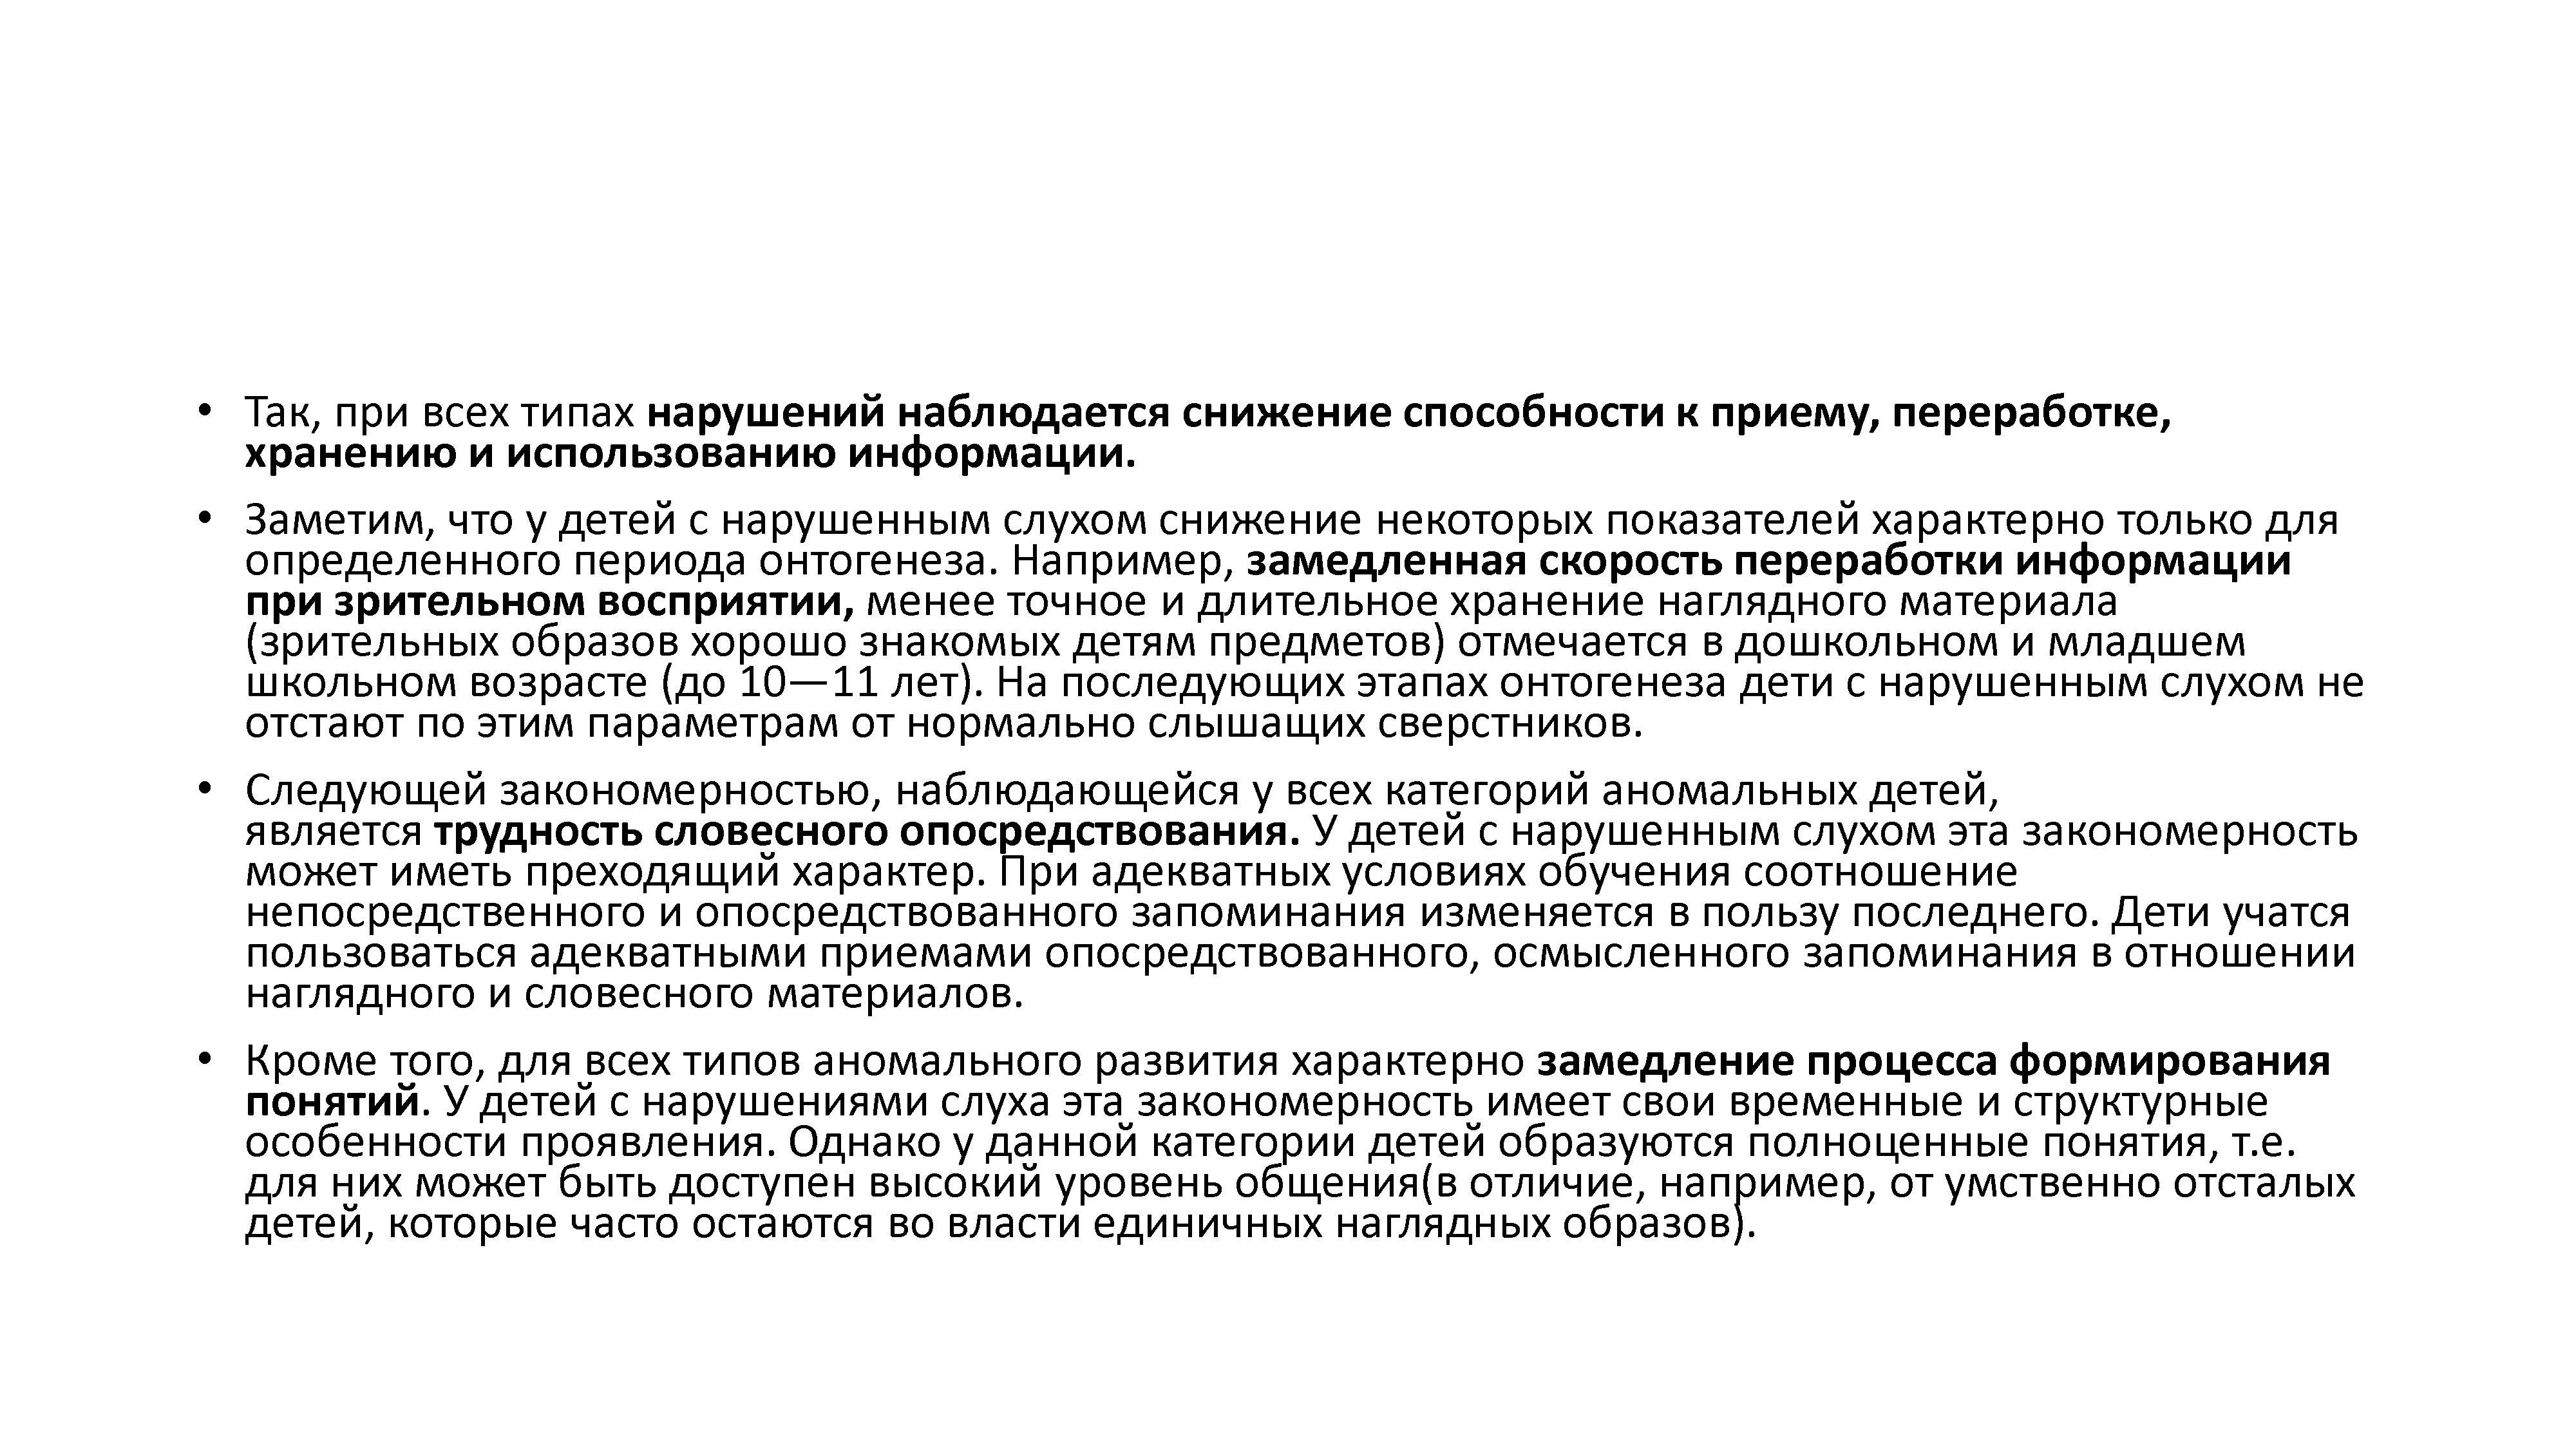 • Так, при всех типах нарушений наблюдается снижение способности к приему, переработке,
хранению и использованию информации.
• Заметим, что у детей с нарушенным слухом снижение некоторых показателей характерно только для
определенного периода онтогенеза. Например, замедленная скорость переработки информации
при зрительном восприятии, менее точное и длительное хранение наглядного материала
(зрительных образов хорошо знакомых детям предметов) отмечается в дошкольном и младшем
школьном возрасте (до 10—11 лет). На последующих этапах онтогенеза дети с нарушенным слухом не
отстают по этим параметрам от нормально слышащих сверстников.
• Следующей закономерностью, наблюдающейся у всех категорий аномальных детей,
является трудность словесного опосредствования. У детей с нарушенным слухом эта закономерность
может иметь преходящий характер. При адекватных условиях обучения соотношение
непосредственного и опосредствованного запоминания изменяется в пользу последнего. Дети учатся
пользоваться адекватными приемами опосредствованного, осмысленного запоминания в отношении
наглядного и словесного материалов.
• Кроме того, для всех типов аномального развития характерно замедление процесса формирования
понятий. У детей с нарушениями слуха эта закономерность имеет свои временные и структурные
особенности проявления. Однако у данной категории детей образуются полноценные понятия, т.е.
для них может быть доступен высокий уровень общения(в отличие, например, от умственно отсталых
детей, которые часто остаются во власти единичных наглядных образов).